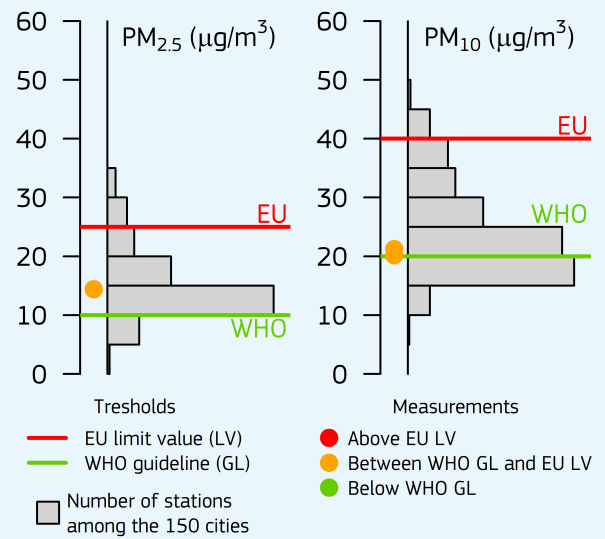 PM2.5 (μg/m³)
60
50
40
30
20
10
0
EU
WHO
PM10 (μg/m³)
60
50
40
30
20
10
0
EU
WHO
Tresholds
EU limit value (LV)
WHO guideline (GL)
Number of stations
among the 150 cities
Measurements
Above EU LV
Between WHO GL and EU LV
Below WHO GL